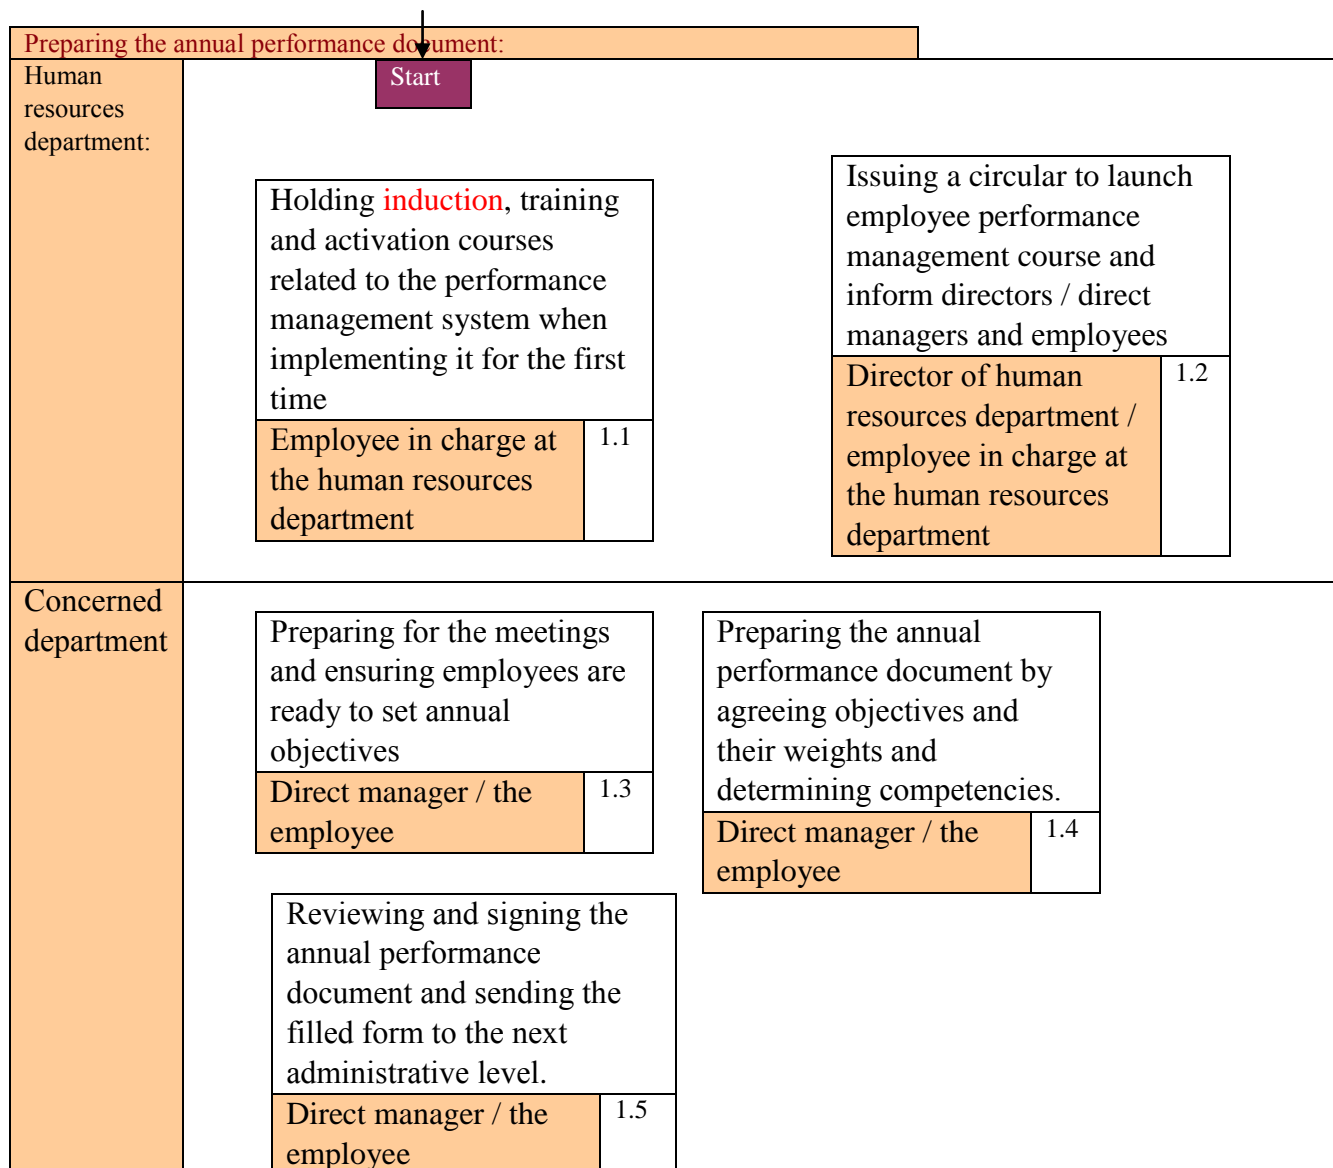 Preparing the annual performance document:
Human
resources
department:
Start
Holding induction, training
and activation courses
related to the performance
management system when
implementing it for the first
time
Employee in charge at
the human resources
department
1.1
Issuing a circular to launch
employee performance
management course and
inform directors / direct
managers and employees
Director of human
resources department /
employee in charge at
the human resources
department
1.2
Concerned
department
Preparing for the meetings
and ensuring employees are
ready to set annual
objectives
Direct manager / the
employee
1.3
Preparing the annual
performance document by
agreeing objectives and
their weights and
determining competencies.
Direct manager / the
employee
1.4
Reviewing and signing the
annual performance
document and sending the
filled form to the next
administrative level.
Direct manager / the
employee
1.5